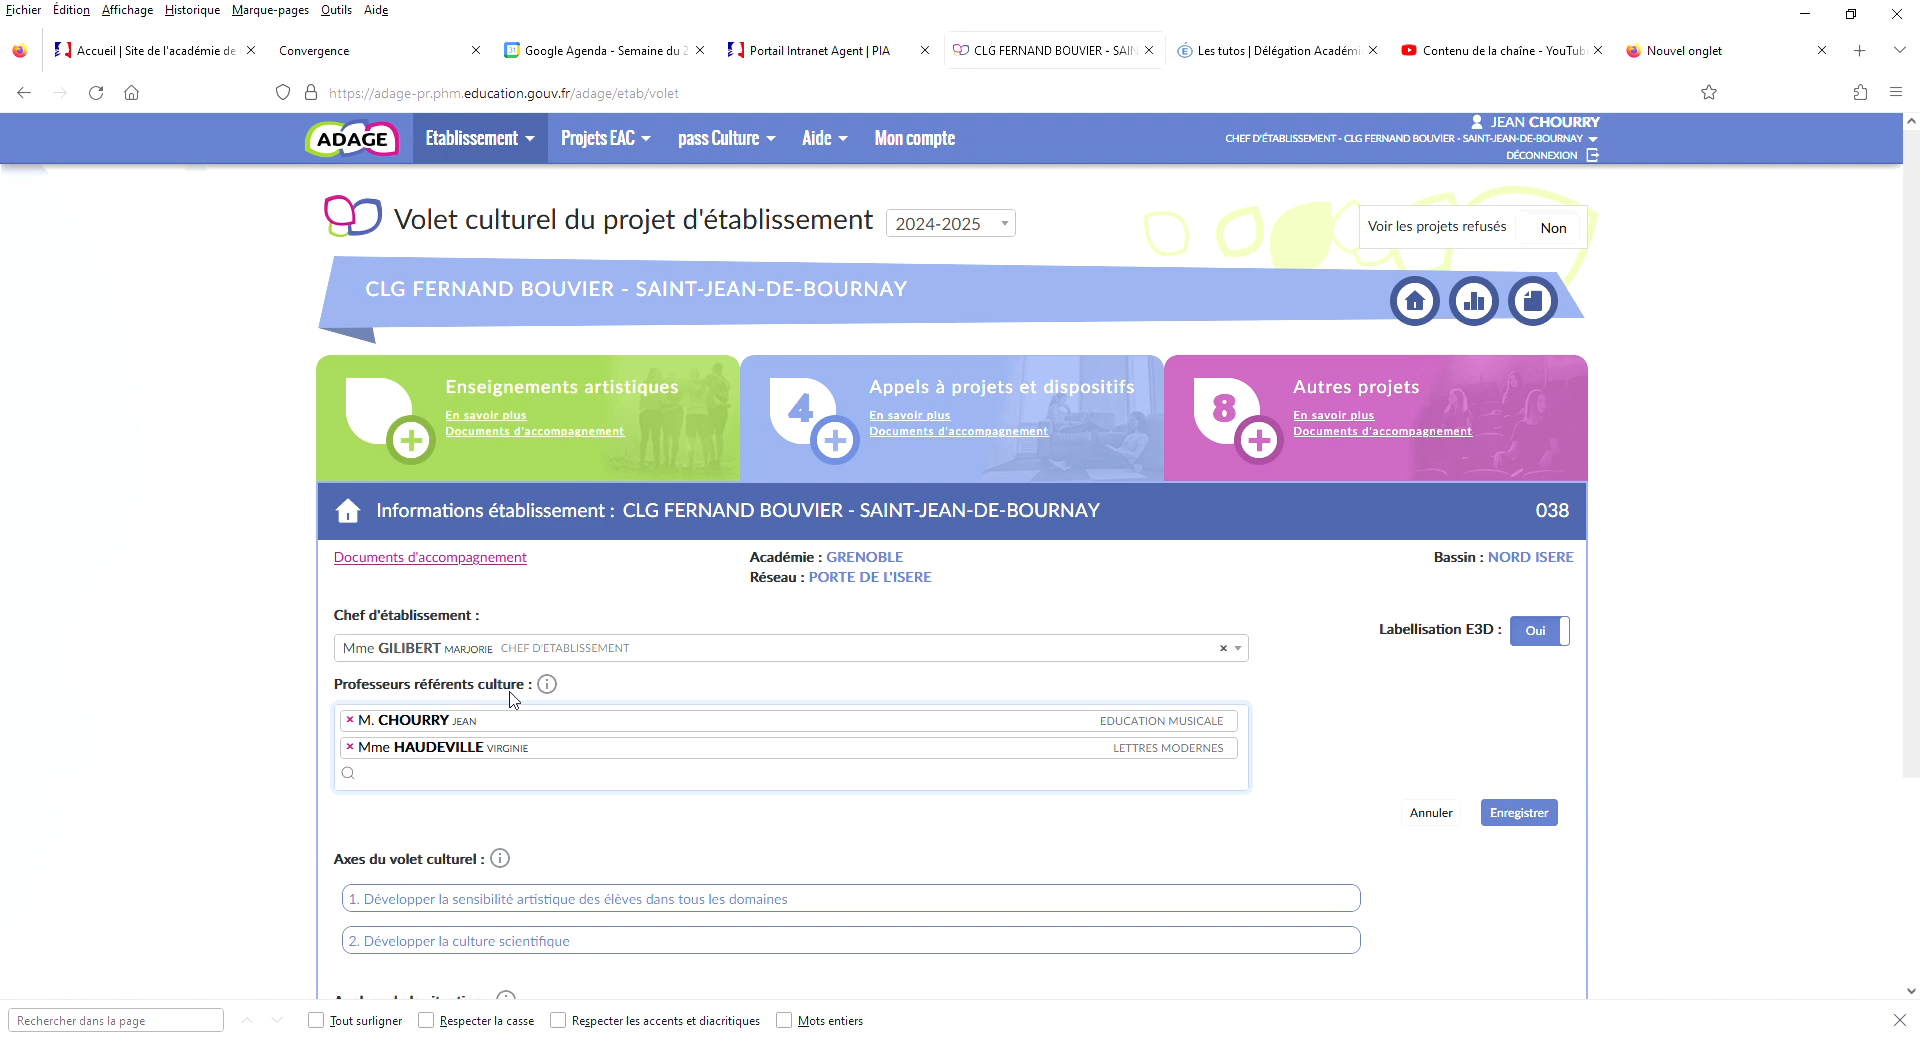 Fichier Édition Affichage Historique Marque-pages Outils Aide
Accueil | Site de l'académie de
Convergence
Google Agenda - Semaine du 2
Portail Intranet Agent | PIA
CLG FERNAND BOUVIER - SAIN
Les tutos | Délégation Académi
Contenu de la chaîne - YouTub
Nouvel onglet
https://adage-pr.phm.education.gouv.fr/adage/etab/volet
ADAGE
Etablissement
Projets EAC
pass Culture
Aide
Mon compte
JEAN CHOURRY
CHEF D'ÉTABLISSEMENT - CLG FERNAND BOUVIER - SAINT-JEAN-DE-BOURNAY
DÉCONNEXION
Volet culturel du projet d'établissement
2024-2025
Voir les projets refusés Non
CLG FERNAND BOUVIER - SAINT-JEAN-DE-BOURNAY
Enseignements artistiques
En savoir plus
Documents d'accompagnement
4
Appels à projets et dispositifs
En savoir plus
Documents d'accompagnement
8
Autres projets
En savoir plus
Documents d'accompagnement
Informations établissement : CLG FERNAND BOUVIER - SAINT-JEAN-DE-BOURNAY 038
Documents d'accompagnement
Académie : GRENOBLE
Réseau : PORTE DE L'ISERE
Bassin : NORD ISERE
Chef d'établissement :
Mme GILIBERT MARJORIE CHEF D'ETABLISSEMENT
Labellisation E3D : Oui
Professeurs référents culture :
M. CHOURRY JEAN EDUCATION MUSICALE
Mme HAUDEVILLE VIRGINIE LETTRES MODERNES
Annuler Enregistrer
Axes du volet culturel :
1. Développer la sensibilité artistique des élèves dans tous les domaines
2. Développer la culture scientifique
Rechercher dans la page
Tout surligner
Respecter la casse
Respecter les accents et diacritiques
Mots entiers